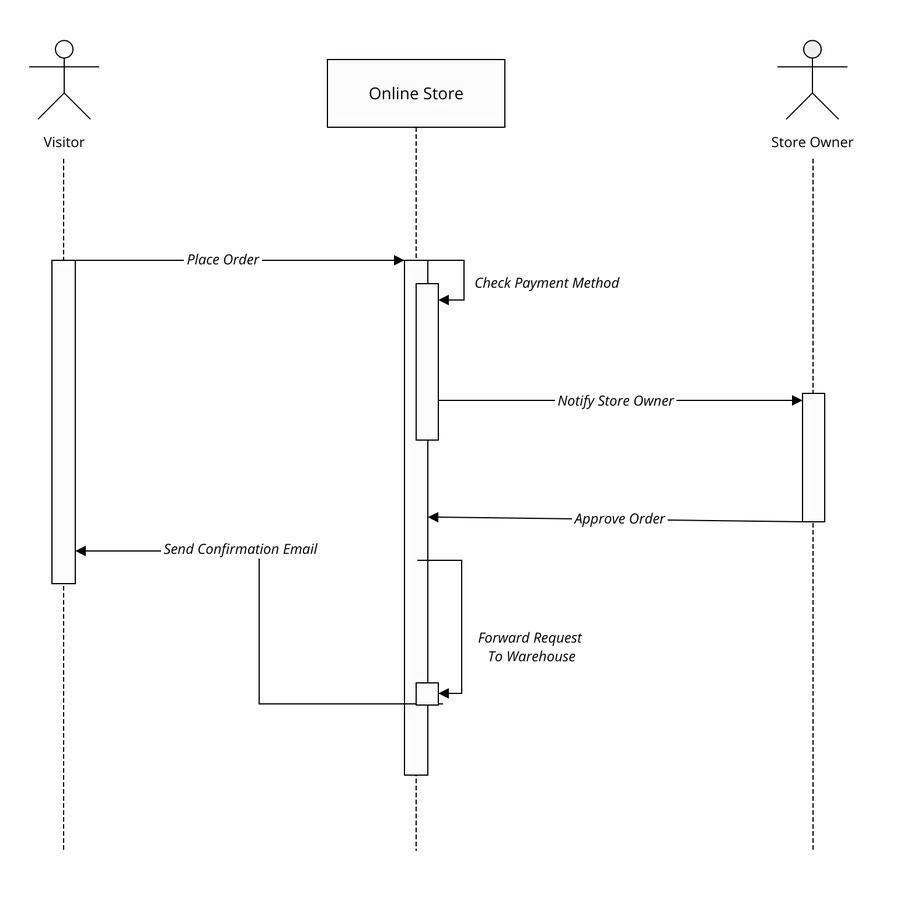 Online Store
Visitor
Store Owner
Place Order
Check Payment Method
Notify Store Owner
Approve Order
Send Confirmation Email
Forward Request
To Warehouse